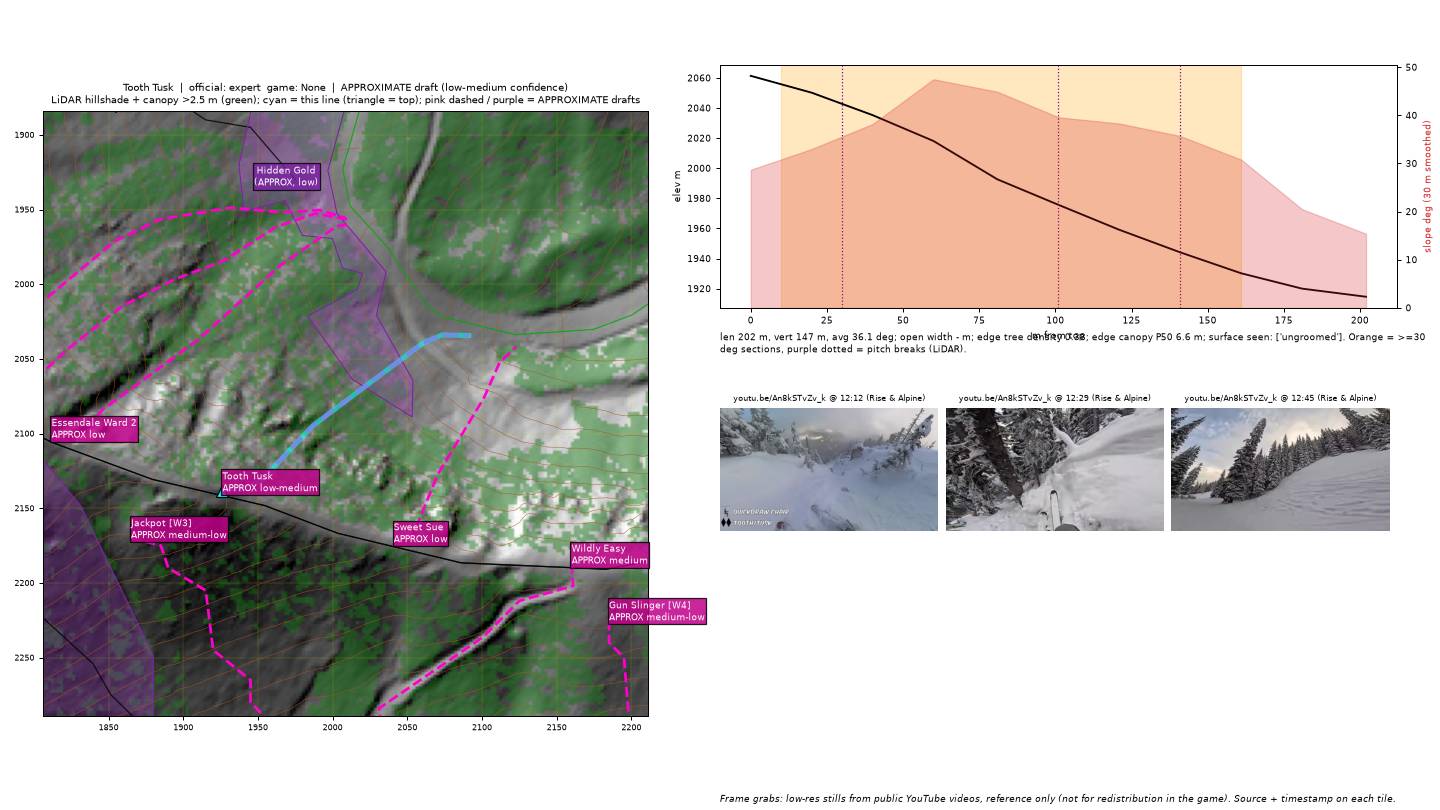 Tooth Tusk | official: expert game: None | APPROXIMATE draft (low-medium confidence)
LiDAR hillshade + canopy >2.5 m (green); cyan = this line (triangle = top); pink dashed / purple = APPROXIMATE drafts
1900
1950
2000
2050
2100
2150
2200
2250
1850
1900
1950
2000
2050
2100
2150
2200
Hidden Gold
(APPROX, low)
Essendale Ward 2
APPROX low
Tooth Tusk
APPROX low-medium
Jackpot [W3]
APPROX medium-low
Sweet Sue
APPROX low
Wildly Easy
APPROX medium
Gun Slinger [W4]
APPROX medium-low
elev m
2060
2040
2020
2000
1980
1960
1940
1920
0
25
50
75
100
125
150
175
200
50
40
30
20
10
0
slope deg (30 m smoothed)
m from top
len 202 m, vert 147 m, avg 36.1 deg; open width - m; edge tree density 0.38; edge canopy P50 6.6 m; surface seen: ['ungroomed']. Orange = >=30
deg sections, purple dotted = pitch breaks (LiDAR).
youtu.be/An8kSTvZv_k @ 12:12 (Rise & Alpine)
youtu.be/An8kSTvZv_k @ 12:29 (Rise & Alpine)
youtu.be/An8kSTvZv_k @ 12:45 (Rise & Alpine)
QUICKDRAW CHAIR
TOOTH TUSK
Frame grabs: low-res stills from public YouTube videos, reference only (not for redistribution in the game). Source + timestamp on each tile.